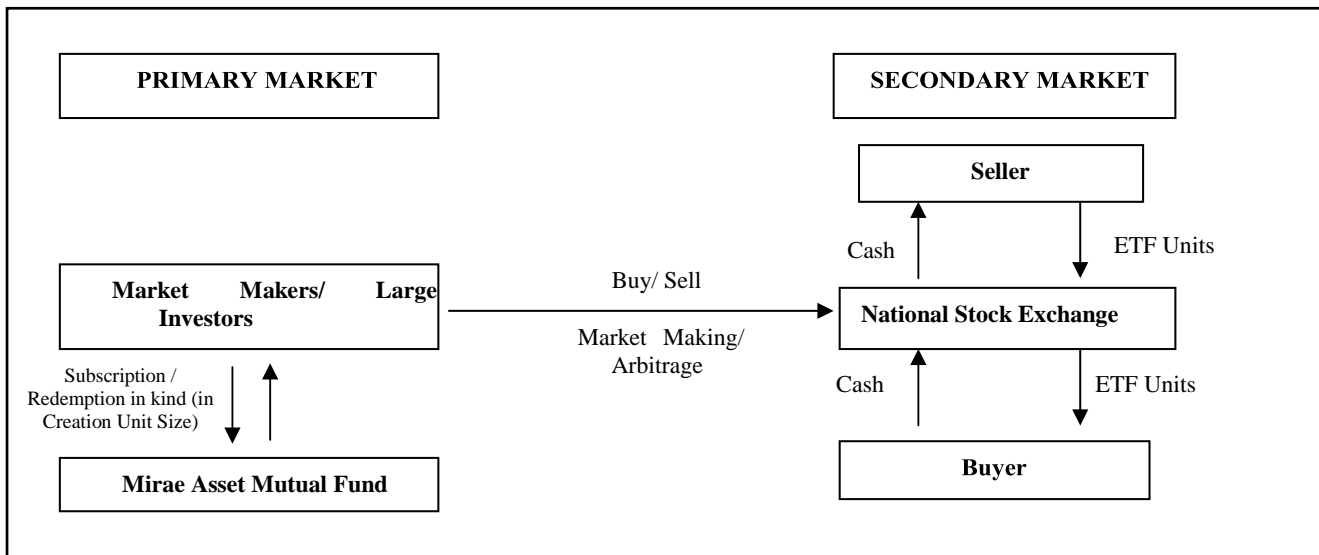 PRIMARY MARKET
SECONDARY MARKET
Seller
Cash
ETF Units
Market Makers/ Large
Investors
Buy/ Sell
National Stock Exchange
Market Making/
Arbitrage
Subscription /
Redemption in kind (in
Creation Unit Size)
Cash
ETF Units
Mirae Asset Mutual Fund
Buyer